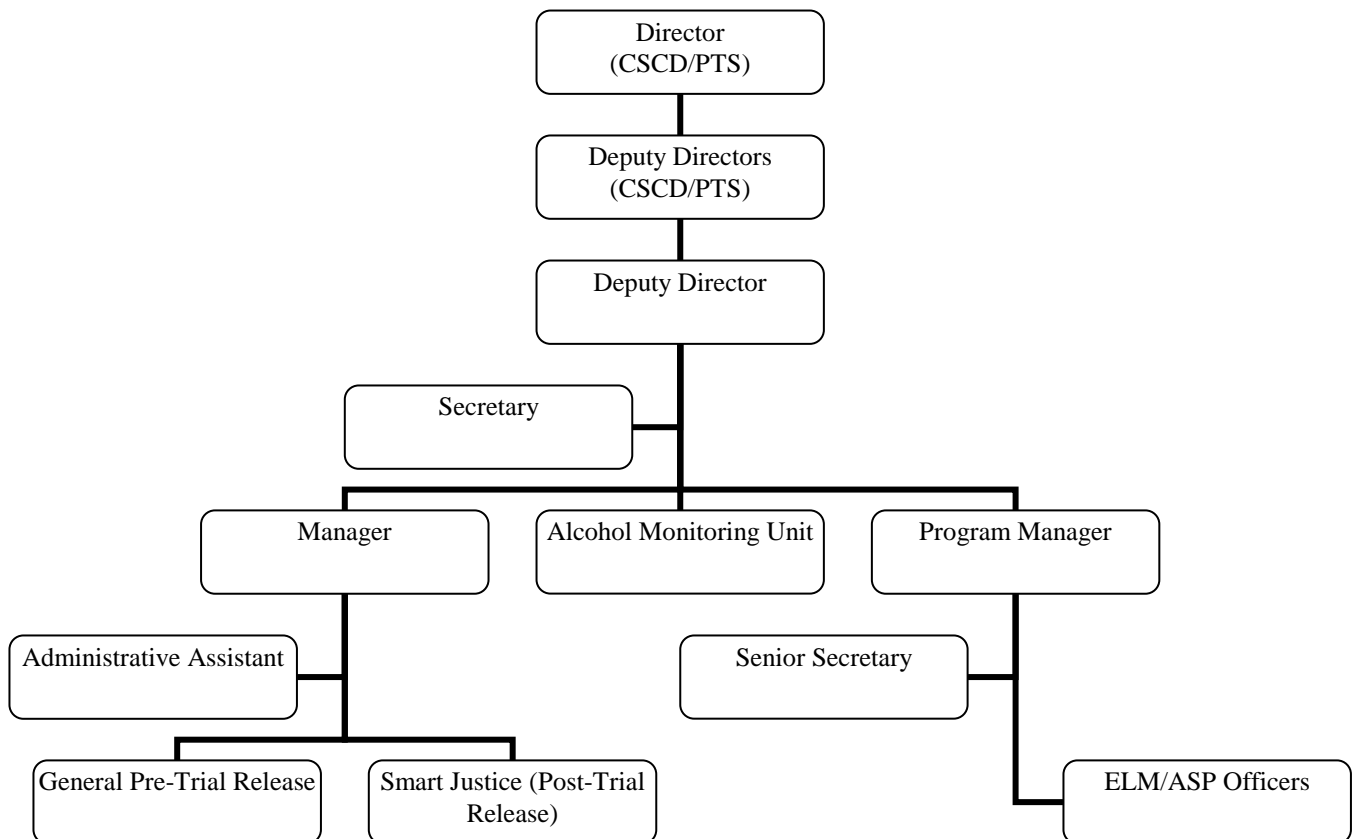 Director
(CSCD/PTS)
Deputy Directors
(CSCD/PTS)
Deputy Director
Secretary
Manager
Alcohol Monitoring Unit
Program Manager
Administrative Assistant
Senior Secretary
General Pre-Trial Release
Smart Justice (Post-Trial
Release)
ELM/ASP Officers